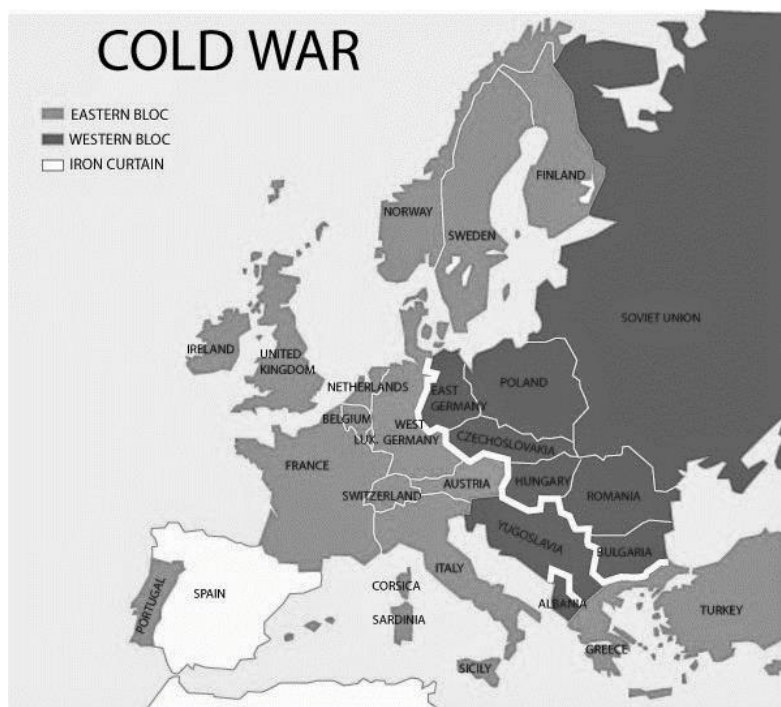 COLD WAR
EASTERN BLOC
WESTERN BLOC
IRON CURTAIN
FINLAND
NORWAY
SWEDEN
SOVIET UNION
IRELAND
UNITED
KINGDOM
NETHERLANDS
EAST
GERMANY
POLAND
BELGIUM
WEST
GERMANY
LUX.
CZECHOSLOVAKIA
FRANCE
SWITZERLAND
AUSTRIA
HUNGARY
ROMANIA
YUGOSLAVIA
BULGARIA
ITALY
CORSICA
SPAIN
PORTUGAL
ALBANIA
SARDINIA
TURKEY
GREECE
SICILY